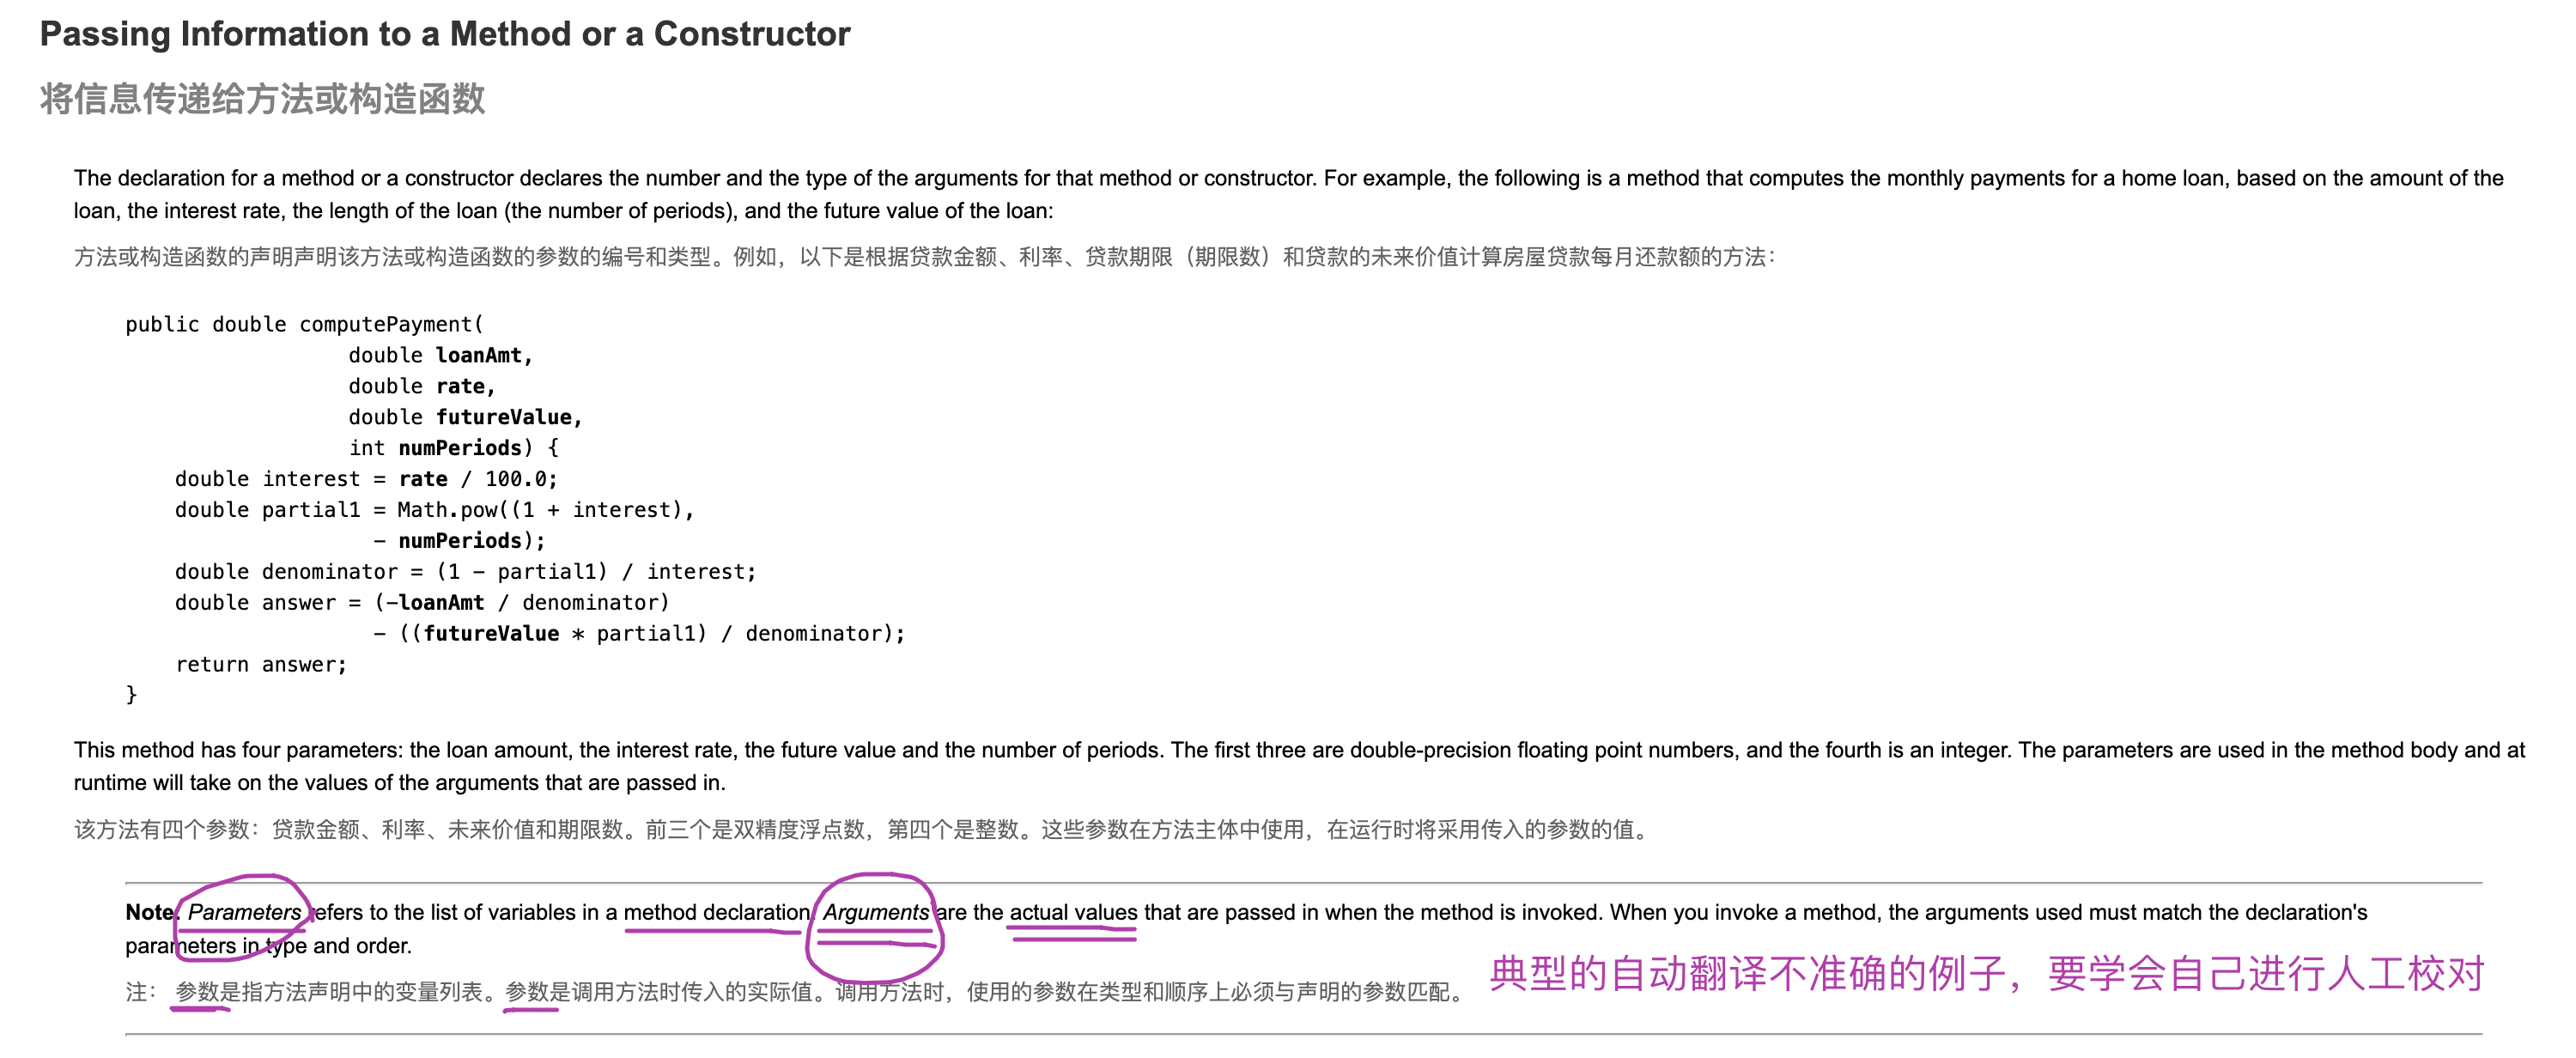 Passing Information to a Method or a Constructor
将信息传递给方法或构造函数
The declaration for a method or a constructor declares the number and the type of the arguments for that method or constructor. For example, the following is a method that computes the monthly payments for a home loan, based on the amount of the
loan, the interest rate, the length of the loan (the number of periods), and the future value of the loan:
方法或构造函数的声明声明该方法或构造函数的参数的编号和类型。例如，以下是根据贷款金额、利率、贷款期限（期限数）和贷款的未来价值计算房屋贷款每月还款额的方法：
public double computePayment(
                  double loanAmt,
                  double rate,
                  double futureValue,
                  int numPeriods) {
    double interest = rate / 100.0;
    double partial1 = Math.pow((1 + interest),
                    - numPeriods);
    double denominator = (1 - partial1) / interest;
    double answer = (-loanAmt / denominator)
                    - ((futureValue * partial1) / denominator);
    return answer;
}
This method has four parameters: the loan amount, the interest rate, the future value and the number of periods. The first three are double-precision floating point numbers, and the fourth is an integer. The parameters are used in the method body and at
runtime will take on the values of the arguments that are passed in.
该方法有四个参数：贷款金额、利率、未来价值和期限数。前三个是双精度浮点数，第四个是整数。这些参数在方法主体中使用，在运行时将采用传入的参数的值。
Note: Parameters refers to the list of variables in a method declaration. Arguments are the actual values that are passed in when the method is invoked. When you invoke a method, the arguments used must match the declaration's
parameters in type and order.
注： 参数是指方法声明中的变量列表。参数是调用方法时传入的实际值。调用方法时，使用的参数在类型和顺序上必须与声明的参数匹配。
典型的自动翻译不准确的例子，要学会自己进行人工校对